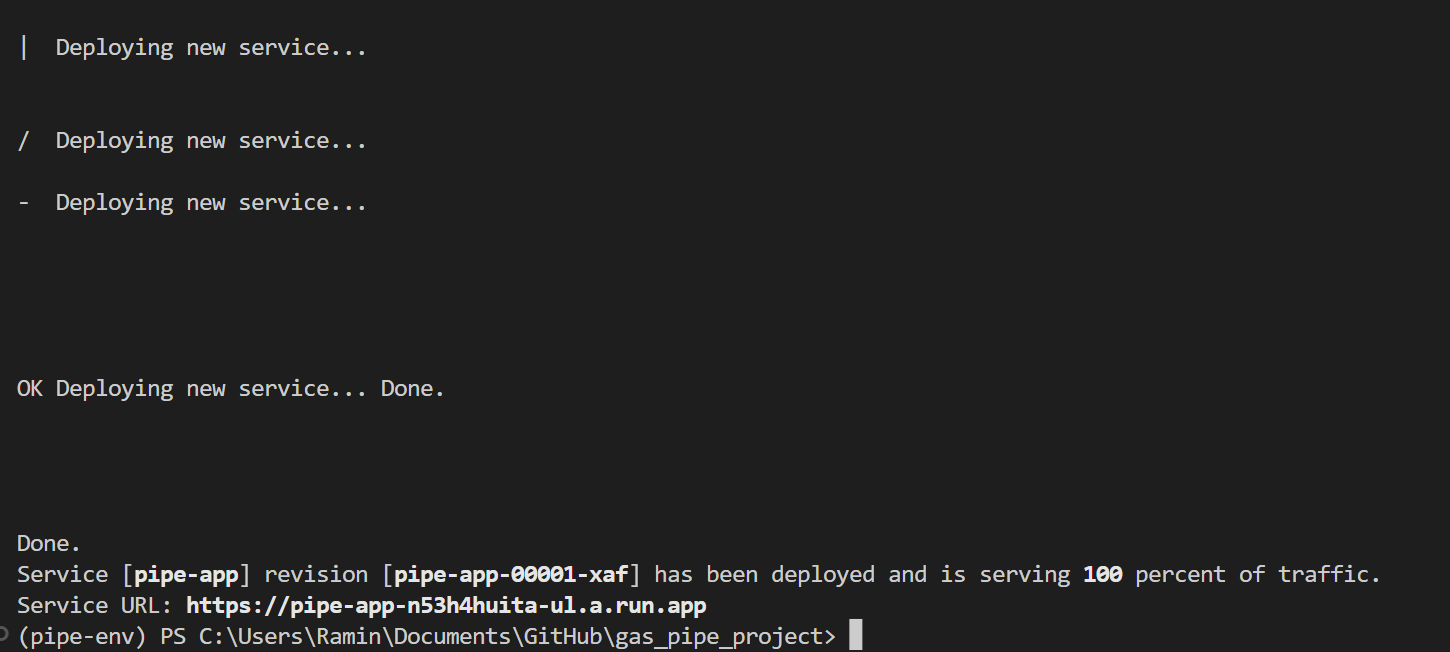 |  Deploying new service...
/  Deploying new service...
-  Deploying new service...
OK Deploying new service... Done.
Done.
Service [pipe-app] revision [pipe-app-00001-xaf] has been deployed and is serving 100 percent of traffic.
Service URL: https://pipe-app-n53h4huita-ul.a.run.app
(pipe-env) PS C:\Users\Ramin\Documents\GitHub\gas_pipe_project>